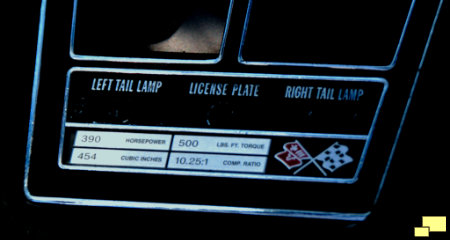 LEFT TAIL LAMP LICENSE PLATE RIGHT TAIL LAMP
390 HORSEPOWER 500 LBS. FT. TORQUE
454 CUBIC INCHES 10.25:1 COMP. RATIO